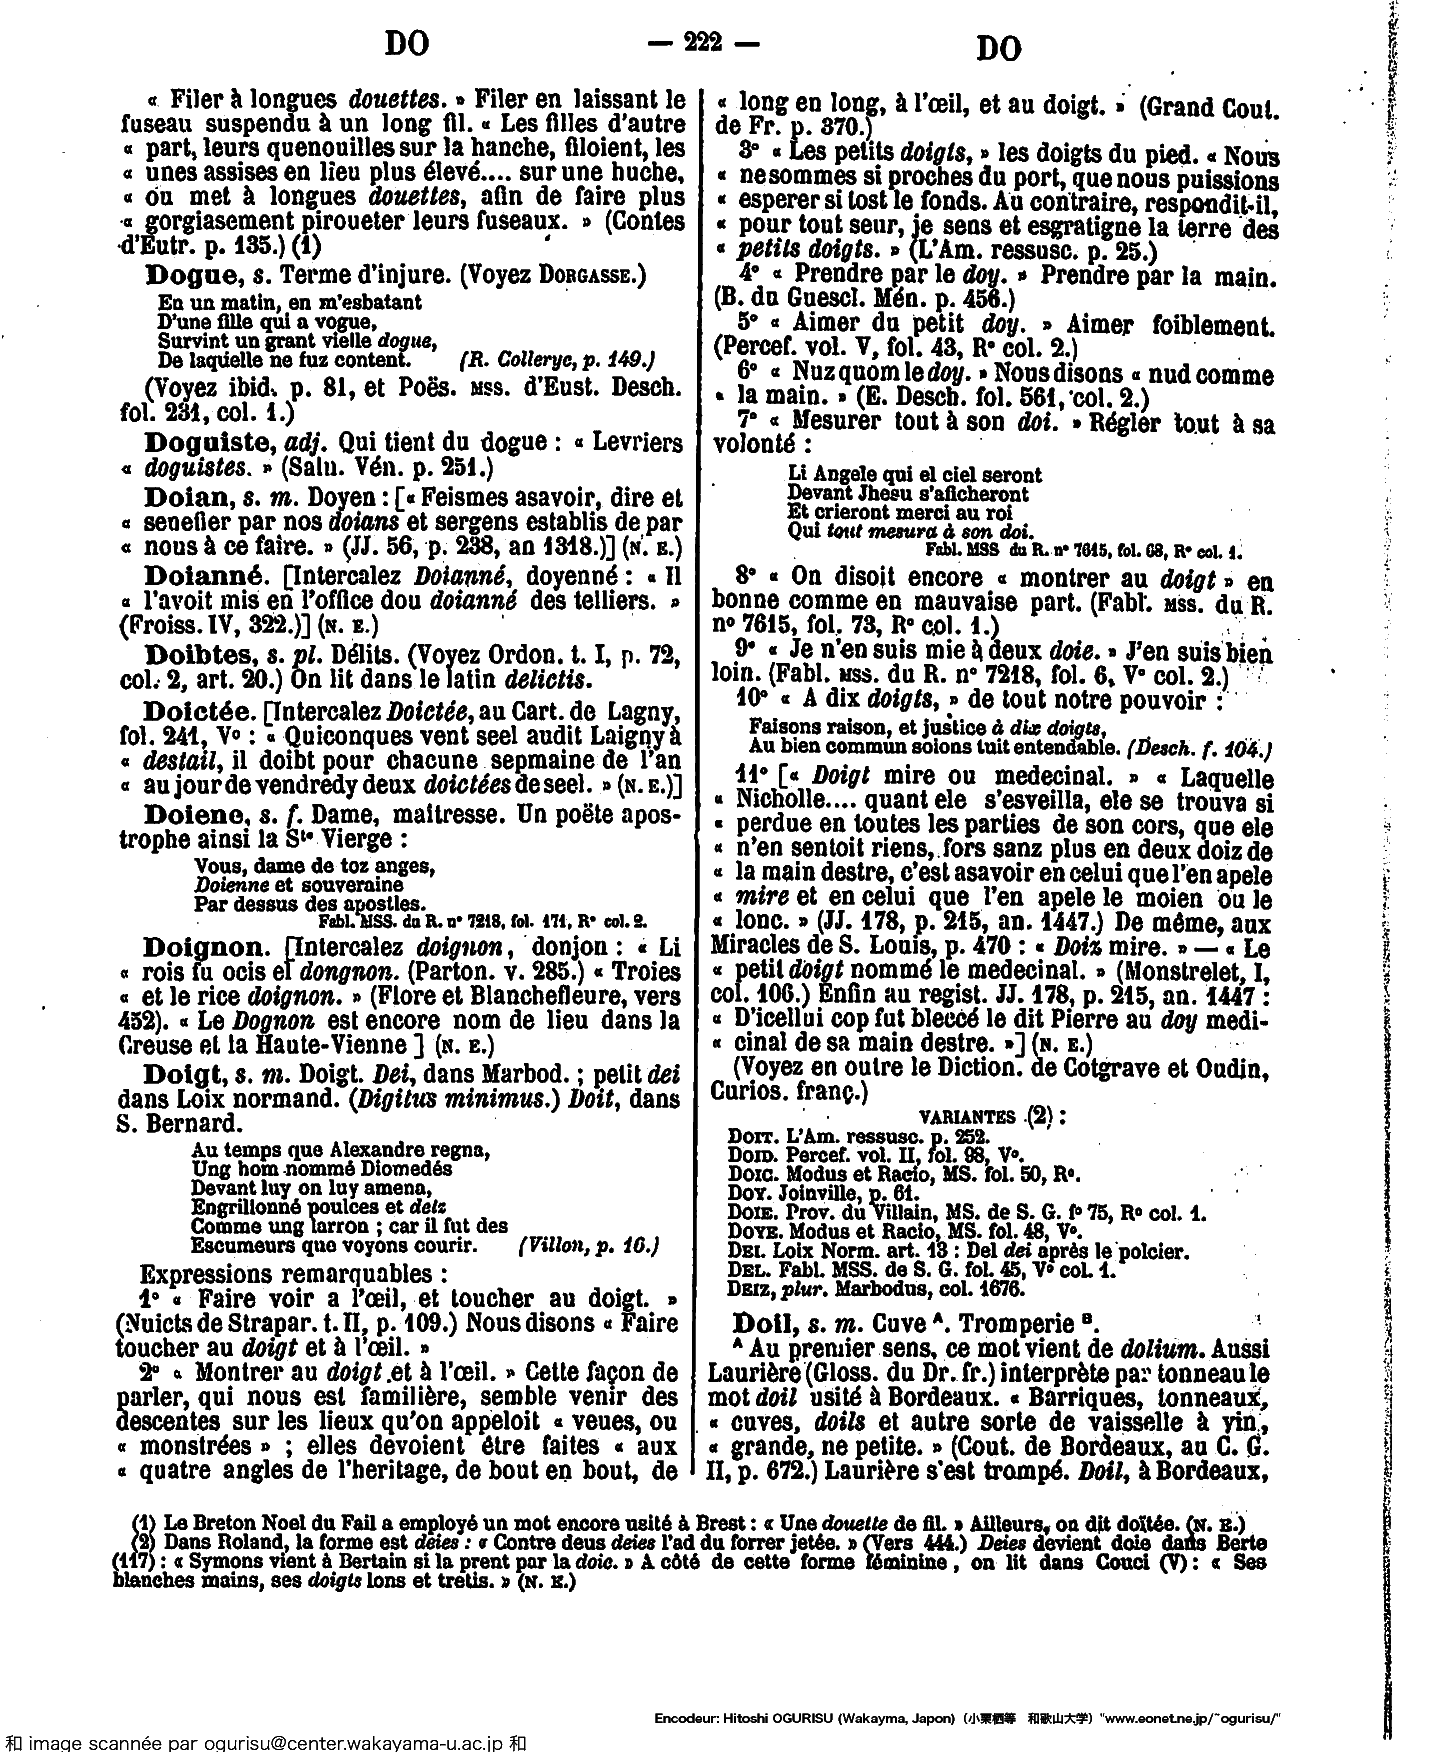 DO
— 222 —
DO
« Filer à longues douettes. » Filer en laissant le
fuseau suspendu à un long fil. « Les filles d'autre
« part, leurs quenouilles sur la hanche, filoient, les
« unes assises en lieu plus élevé.... sur une huche,
« ou met à longues douettes, afin de faire plus
« gorgiasement piroueter leurs fuseaux. » (Contes
d'Eutr. p. 135.) (1)
Dogue, s. Terme d'injure. (Voyez DORGASSE.)
En un matin, en m'esbatant
D'une fille qui a vogue,
Survint un grant vielle dogue,
De laquielle ne fuz content. (R. Collerye, p. 149.)
(Voyez ibid. p. 81, et Poës. MSS. d'Eust. Desch.
fol. 231, col. 1.)
Doguiste, adj. Qui tient du dogue : « Levriers
« doguistes. » (Saln. Vén. p. 251.)
Doian, s. m. Doyen : [« Feismes asavoir, dire et
« senefier par nos doians et sergens establis de par
« nous à ce faire. » (JJ. 56, p. 238, an 1318.)] (N. E.)
Doianné. [Intercalez Doianné, doyenné : « Il
« l'avoit mis en l'office dou doianné des telliers. »
(Froiss. IV, 322.)] (N. E.)
Doibtes, s. pl. Délits. (Voyez Ordon. t. I, p. 72,
col. 2, art. 20.) On lit dans le latin delictis.
Doictée. [Intercalez Doictée, au Cart. de Lagny,
fol. 241, Vº : « Quiconques vent seel audit Laigny à
« destail, il doibt pour chacune sepmaine de l'an
« au jour de vendredy deux doictées de seel. » (N. E.)]
Doiene, s. f. Dame, maitresse. Un poëte apos-
trophe ainsi la Ste Vierge :
Vous, dame de toz anges,
Doienne et souveraine
Par dessus des apostles.
Fabl. MSS. du R. nº 7218, fol. 171, Rº col. 2.
Doignon. [Intercalez doignon, donjon : « Li
« rois fu ocis el dongnon. (Parton. v. 285.) « Troies
« et le rice doignon. » (Flore et Blanchefleure, vers
452). « Le Dognon est encore nom de lieu dans la
Creuse et la Haute-Vienne ] (N. E.)
Doigt, s. m. Doigt. Dei, dans Marbod. ; petit dei
dans Loix normand. (Digitus minimus.) Doit, dans
S. Bernard.
Au temps que Alexandre regna,
Ung hom nommé Diomedés
Devant luy on luy amena,
Engrillonné poulces et detz
Comme ung larron ; car il fut des
Escumeurs que voyons courir. (Villon, p. 16.)
Expressions remarquables :
1º « Faire voir a l'œil, et toucher au doigt. »
(Nuicts de Strapar. t. II, p. 109.) Nous disons « Faire
toucher au doigt et à l'œil. »
2º « Montrer au doigt et à l'œil. » Cette façon de
parler, qui nous est familière, semble venir des
descentes sur les lieux qu'on appeloit « veues, ou
« monstrées » ; elles devoient être faites « aux
« quatre angles de l'heritage, de bout en bout, de
« long en long, à l'œil, et au doigt. » (Grand Cout.
de Fr. p. 370.)
3º « Les petits doigts, » les doigts du pied. « Nous
« ne sommes si proches du port, que nous puissions
« esperer si tost le fonds. Au contraire, respondit-il,
« pour tout seur, je sens et esgratigne la terre des
« petits doigts. » (L'Am. ressusc. p. 25.)
4º « Prendre par le doy. » Prendre par la main.
(B. du Guescl. Mén. p. 456.)
5º « Aimer du petit doy. » Aimer foiblement.
(Percef. vol. V, fol. 43, Rº col. 2.)
6º « Nuz quom le doy. » Nous disons « nud comme
« la main. » (E. Desch. fol. 561, col. 2.)
7º « Mesurer tout à son doi. » Régler tout à sa
volonté :
Li Angele qui el ciel seront
Devant Jhesu s'aficheront
Et crieront merci au roi
Qui tout mesura à son doi.
Fabl. MSS du R. nº 7615, fol. 68, Rº col. 1.
8º « On disoit encore « montrer au doigt » en
bonne comme en mauvaise part. (Fabl. MSS. du R.
nº 7615, fol. 73, Rº col. 1.)
9º « Je n'en suis mie à deux doie. » J'en suis bien
loin. (Fabl. MSS. du R. nº 7218, fol. 6, Vº col. 2.)
10º « A dix doigts, » de tout notre pouvoir :
Faisons raison, et justice à dix doigts,
Au bien commun soions tuit entendable. (Desch. f. 104.)
11º [« Doigt mire ou medecinal. » « Laquelle
« Nicholle.... quant ele s'esveilla, ele se trouva si
« perdue en toutes les parties de son cors, que ele
« n'en sentoit riens, fors sanz plus en deux doiz de
« la main destre, c'est asavoir en celui que l'en apele
« mire et en celui que l'en apele le moien ou le
« lonc. » (JJ. 178, p. 215, an. 1447.) De même, aux
Miracles de S. Louis, p. 470 : « Doiz mire. » — « Le
« petit doigt nommé le medecinal. » (Monstrelet, I,
col. 106.) Enfin au regist. JJ. 178, p. 215, an. 1447 :
« D'icellui cop fut bleccé le dit Pierre au doy medi-
« cinal de sa main destre. »] (N. E.)
(Voyez en outre le Diction. de Cotgrave et Oudin,
Curios. franç.)
VARIANTES (2) :
DOIT. L'Am. ressusc. p. 252.
DOID. Percef. vol. II, fol. 98, Vº.
DOIC. Modus et Racio, MS. fol. 50, Rº.
DOY. Joinville, p. 61.
DOIE. Prov. du Villain, MS. de S. G. fº 75, Rº col. 1.
DOYE. Modus et Racio, MS. fol. 48, Vº.
DEI. Loix Norm. art. 13 : Del dei après le polcier.
DEL. Fabl. MSS. de S. G. fol. 45, Vº col. 1.
DEIZ, plur. Marbodus, col. 1676.
Doil, s. m. Cuve A. Tromperie B.
A Au premier sens, ce mot vient de dolium. Aussi
Laurière (Gloss. du Dr. fr.) interprète par tonneau le
mot doil usité à Bordeaux. « Barriques, tonneaux,
« cuves, doils et autre sorte de vaisselle à vin,
« grande, ne petite. » (Cout. de Bordeaux, au C. G.
II, p. 672.) Laurière s'est trompé. Doil, à Bordeaux,
(1) Le Breton Noel du Fail a employé un mot encore usité à Brest : « Une douette de fil. » Ailleurs, on dit doîtée. (N. E.)
(2) Dans Roland, la forme est deies : « Contre deus deies l'ad du forrer jetée. » (Vers 444.) Deies devient doie dans Berte
(117) : « Symons vient à Bertain si la prent par la doie. » A côté de cette forme féminine, on lit dans Couci (V) : « Ses
blanches mains, ses doigts lons et tretis. » (N. E.)
Encodeur: Hitoshi OGURISU (Wakayma, Japon) (小栗栖等 和歌山大学) "www.eonet.ne.jp/~ogurisu/"
和 image scannée par ogurisu@center.wakayama-u.ac.jp 和